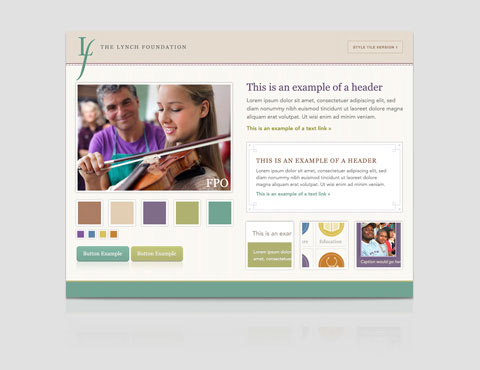 Lf
THE LYNCH FOUNDATION
STYLE TILE VERSION 1
FPO
This is an example of a header
Lorem ipsum dolor sit amet, consectetuer adipiscing elit, sed
diam nonummy nibh euismod tincidunt ut laoreet dolore magna
aliquam erat volutpat. Ut wisi enim ad minim veniam.
This is an example of a text link »
THIS IS AN EXAMPLE OF A HEADER
Lorem ipsum dolor sit amet, consectetuer adipiscing elit, sed
diam nonummy nibh euismod tincidunt ut laoreet dolore magna
aliquam erat volutpat. Ut wisi enim ad minim veniam.
This is an example of a text link »
Button Example
Button Example
This is an exar
Lorem ipsum dolo
amet, consectetue
Education
Caption would go her